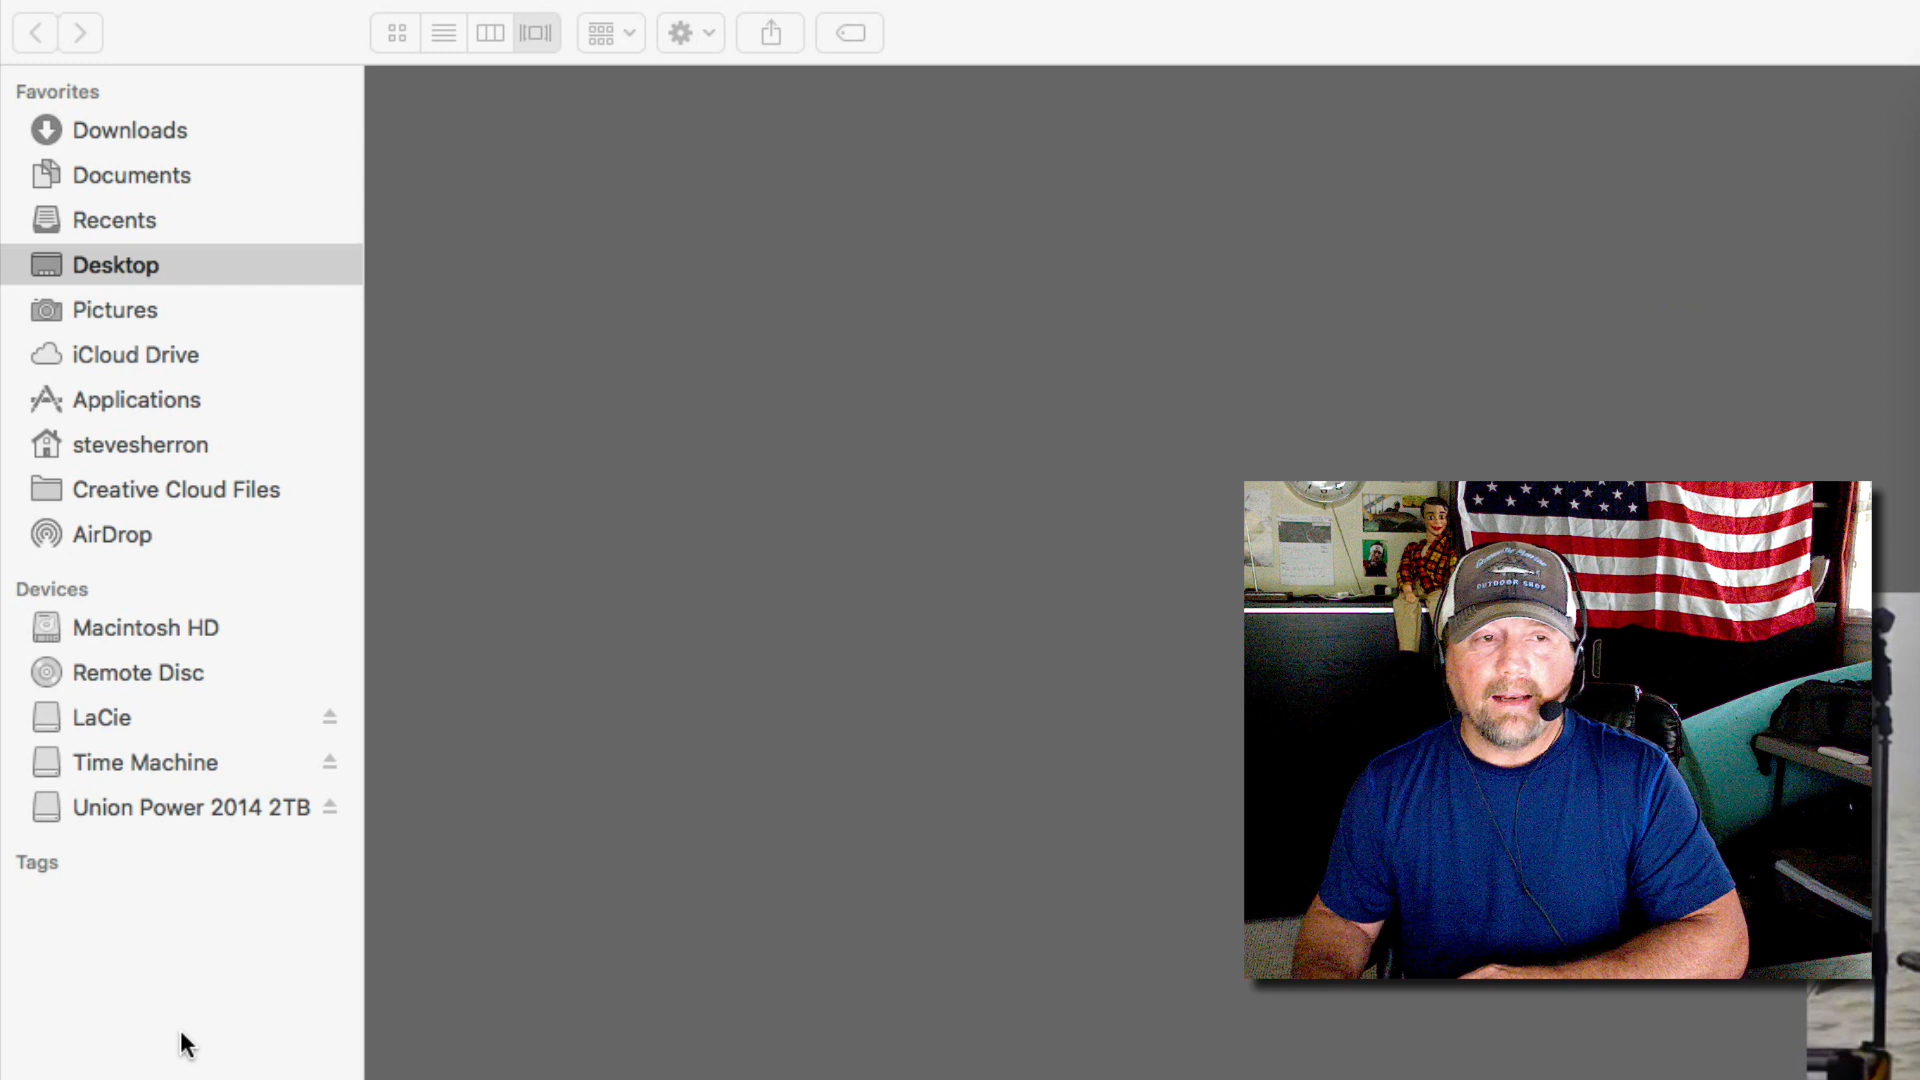 Favorites
Downloads
Documents
Recents
Desktop
Pictures
iCloud Drive
Applications
stevesherron
Creative Cloud Files
AirDrop
Devices
Macintosh HD
Remote Disc
LaCie
Time Machine
Union Power 2014 2TB
Tags
OUTDOOR SHOP